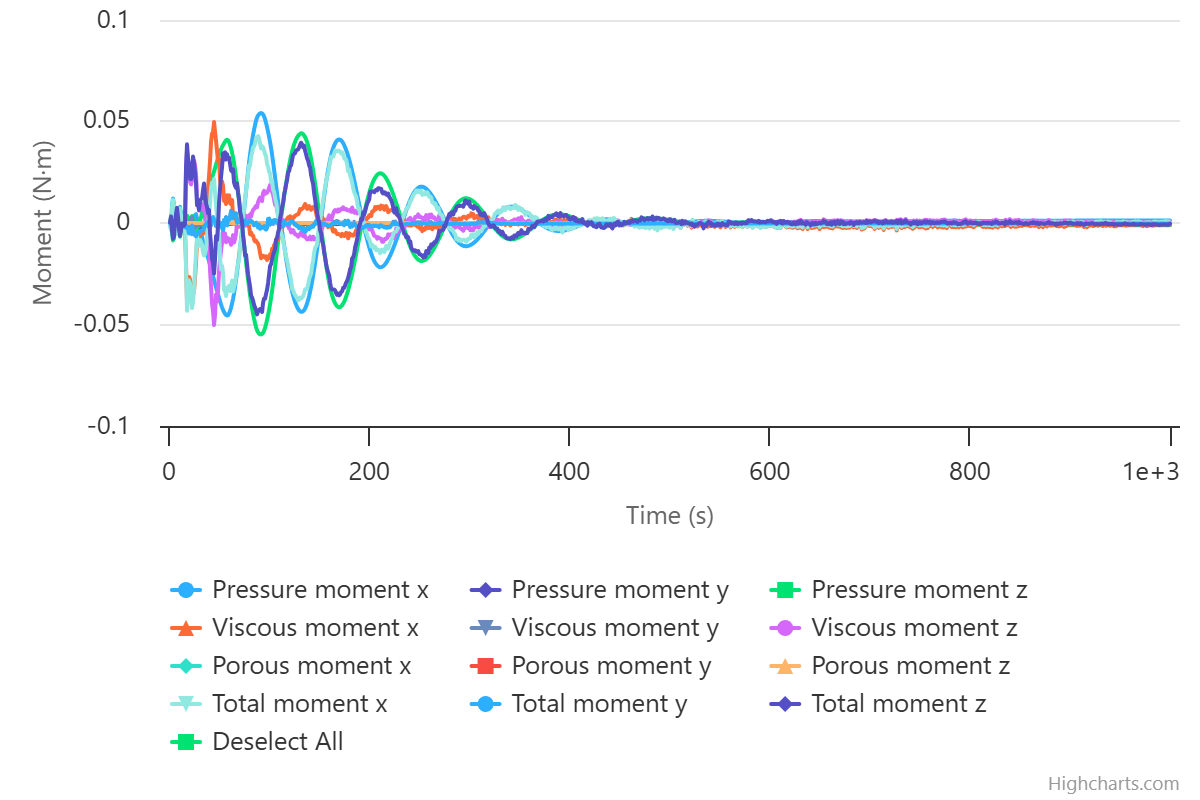 0.1
0.05
0
-0.05
-0.1
Moment (N·m)
0 200 400 600 800 1e+3
Time (s)
Pressure moment x Pressure moment y Pressure moment z
Viscous moment x Viscous moment y Viscous moment z
Porous moment x Porous moment y Porous moment z
Total moment x Total moment y Total moment z
Deselect All
Highcharts.com